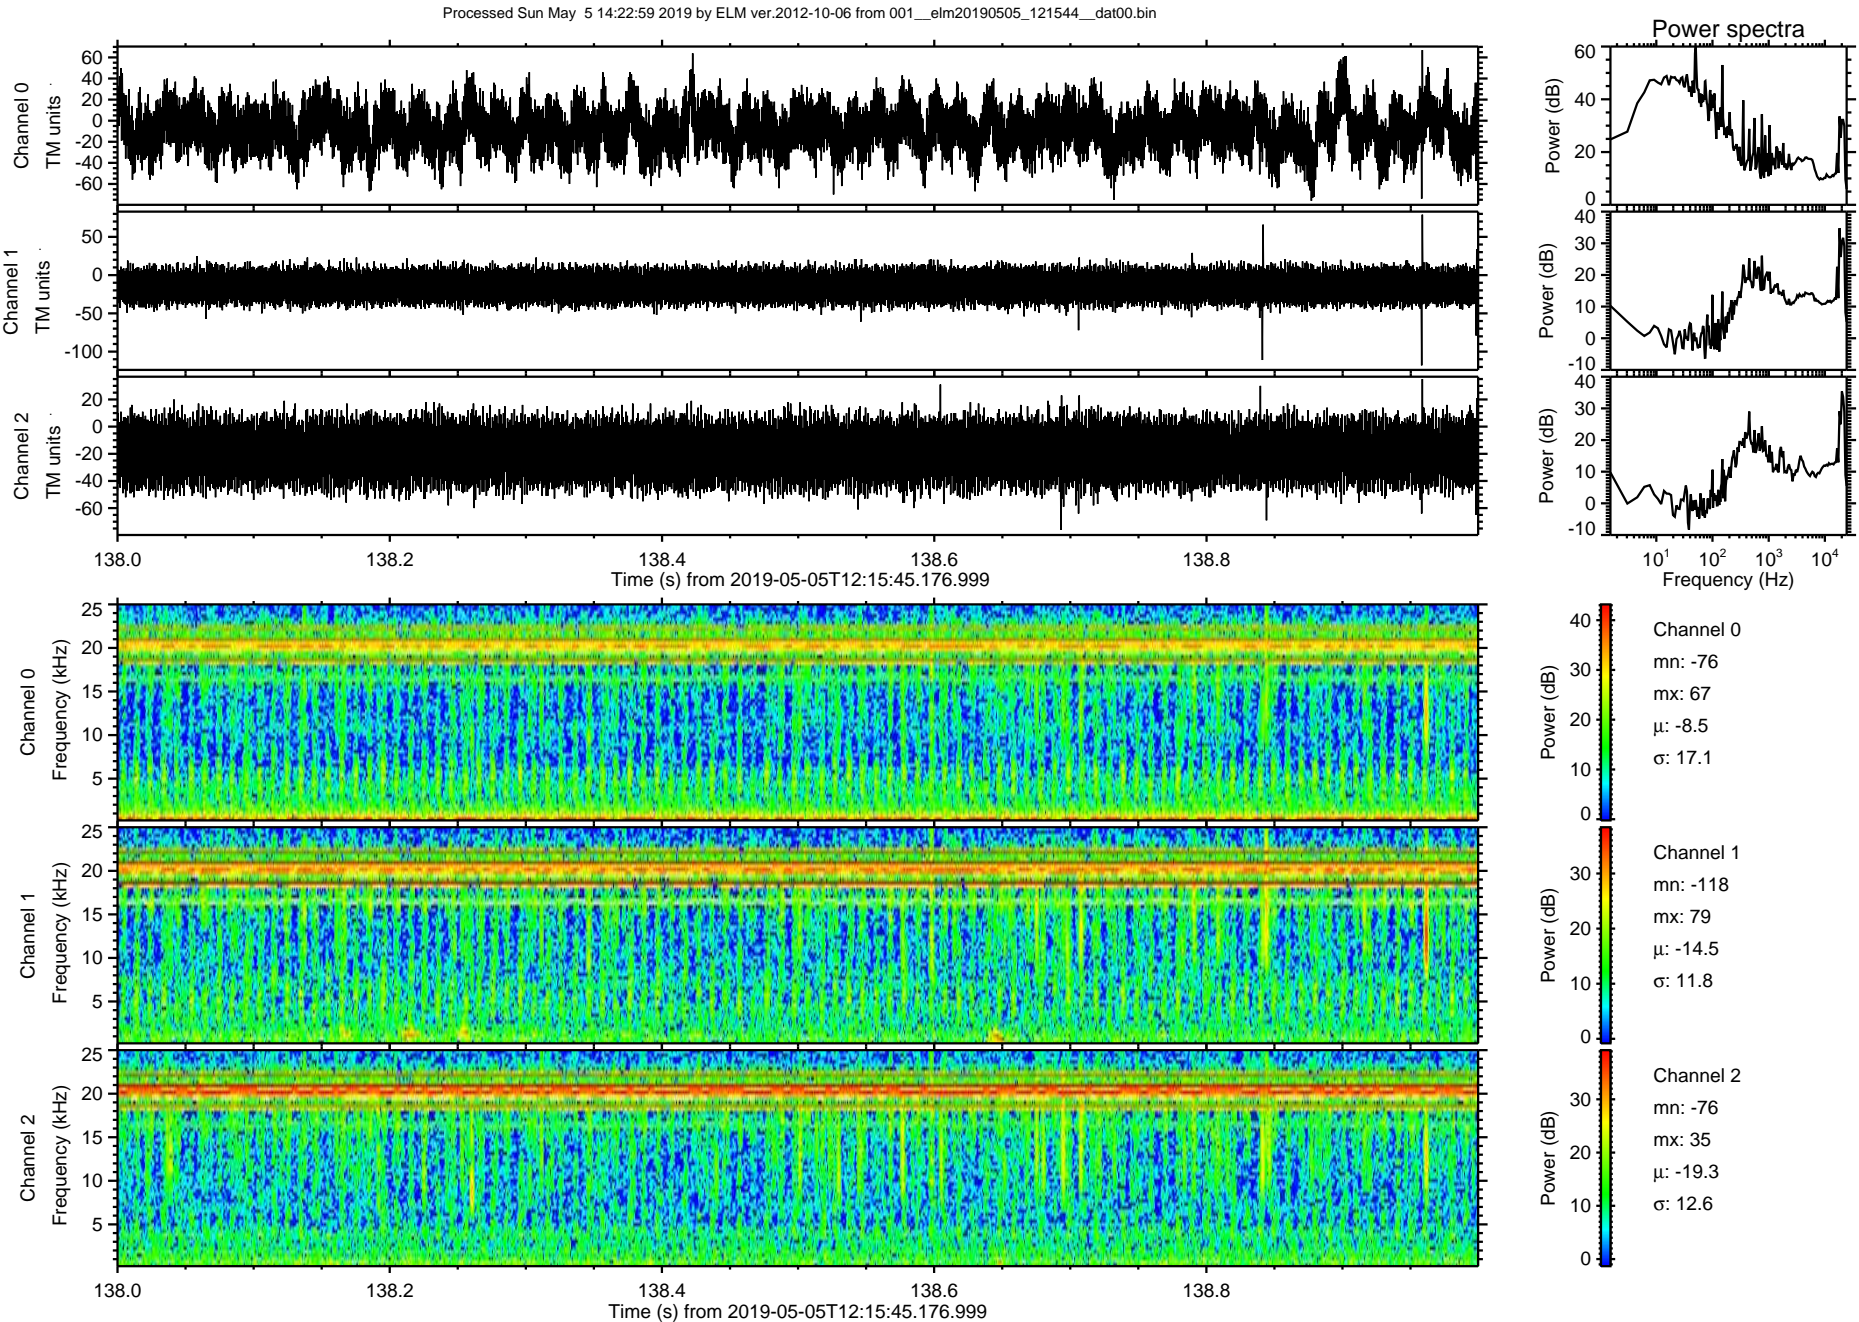 Processed Sun May  5 14:22:59 2019 by ELM ver.2012-10-06 from 001__elm20190505_121544__dat00.bin
Power spectra
Channel 0
TM units
60
40
20
0
-20
-40
-60
Power (dB)
60
40
20
0
Channel 1
TM units
50
0
-50
-100
Power (dB)
40
30
20
10
0
-10
Channel 2
TM units
20
0
-20
-40
-60
Power (dB)
40
30
20
10
0
-10
138.0 138.2 138.4 138.6 138.8
Time (s) from 2019-05-05T12:15:45.176.999
10^1 10^2 10^3 10^4
Frequency (Hz)
Channel 0
Frequency (kHz)
25
20
15
10
5
Power (dB)
40
30
20
10
0
Channel 0
mn: -76
mx: 67
μ: -8.5
σ: 17.1
Channel 1
Frequency (kHz)
25
20
15
10
5
Power (dB)
30
20
10
0
Channel 1
mn: -118
mx: 79
μ: -14.5
σ: 11.8
Channel 2
Frequency (kHz)
25
20
15
10
5
Power (dB)
30
20
10
0
Channel 2
mn: -76
mx: 35
μ: -19.3
σ: 12.6
138.0 138.2 138.4 138.6 138.8
Time (s) from 2019-05-05T12:15:45.176.999